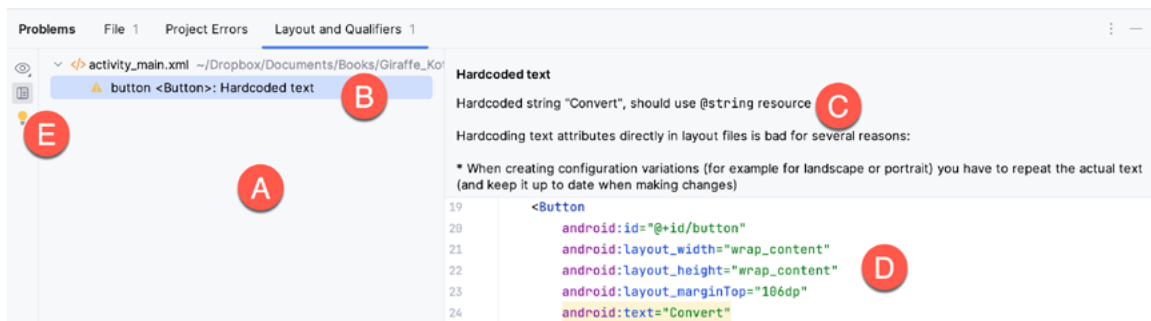 Problems File 1 Project Errors Layout and Qualifiers 1
</> activity_main.xml ~/Dropbox/Documents/Books/Giraffe_Kot
button <Button>: Hardcoded text
B
E
A
Hardcoded text
Hardcoded string "Convert", should use @string resource
C
Hardcoding text attributes directly in layout files is bad for several reasons:
* When creating configuration variations (for example for landscape or portrait) you have to repeat the actual text
(and keep it up to date when making changes)
19 <Button
20 android:id="@+id/button"
21 android:layout_width="wrap_content"
22 android:layout_height="wrap_content"
D
23 android:layout_marginTop="106dp"
24 android:text="Convert"